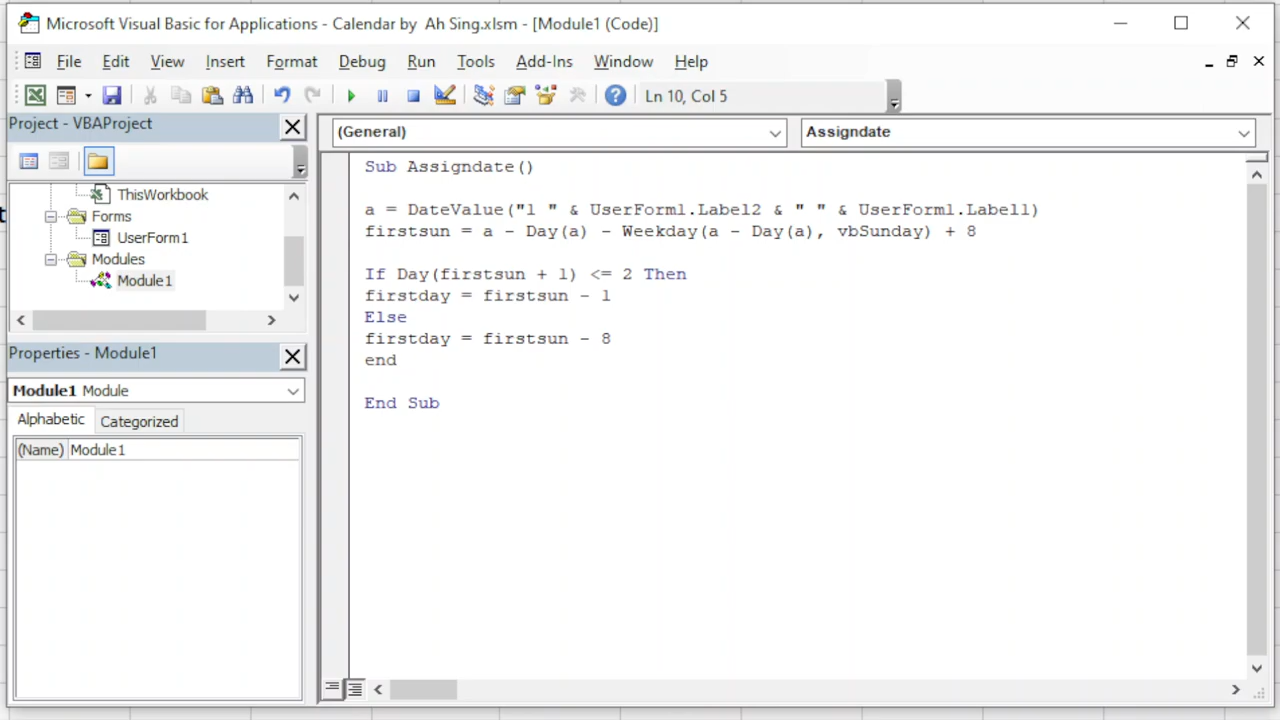 Microsoft Visual Basic for Applications - Calendar by Ah Sing.xlsm - [Module1 (Code)]
File Edit View Insert Format Debug Run Tools Add-Ins Window Help
Ln 10, Col 5
Project - VBAProject
ThisWorkbook
Forms
UserForm1
Modules
Module1
Properties - Module1
Module1 Module
Alphabetic Categorized
(Name) Module1
(General) Assigndate
Sub Assigndate()
a = DateValue("1 " & UserForm1.Label2 & " " & UserForm1.Label1)
firstsun = a - Day(a) - Weekday(a - Day(a), vbSunday) + 8
If Day(firstsun + 1) <= 2 Then
firstday = firstsun - 1
Else
firstday = firstsun - 8
end
End Sub